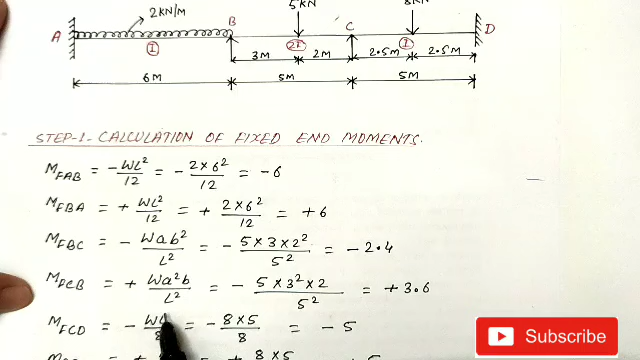 5KN 8KN
2KN/M
A B C D
I 2I I
3M 2M 2.5M 2.5M
6M 5M 5M
STEP-1- CALCULATION OF FIXED END MOMENTS.
MFAB = -WL²/12 = - 2×6²/12 = -6
MFBA = + WL²/12 = + 2×6²/12 = +6
MFBC = - Wab²/L² = - 5×3×2²/5² = -2.4
MFCB = + Wa²b/L² = - 5×3²×2/5² = +3.6
MFCD = - WL/8 = - 8×5/8 = -5
8×5
Subscribe